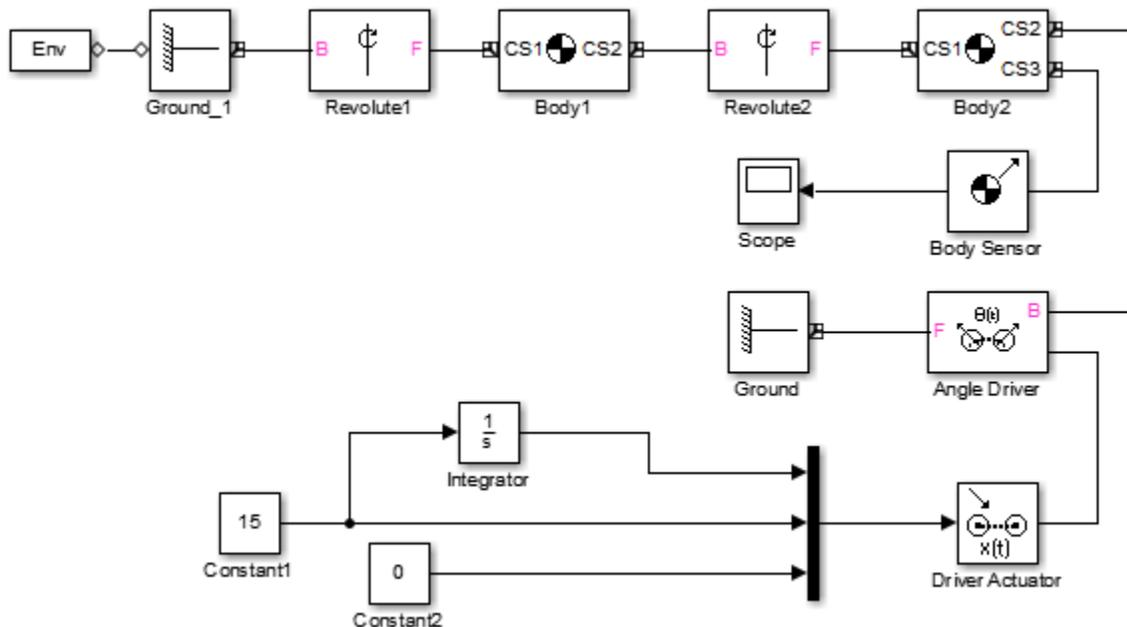 Env
Ground_1
B
F
Revolute1
CS1
CS2
Body1
B
F
Revolute2
CS1
CS2
CS3
Body2
Scope
Body Sensor
Ground
F
θ(t)
B
Angle Driver
1
s
Integrator
15
Constant1
0
Constant2
x(t)
Driver Actuator